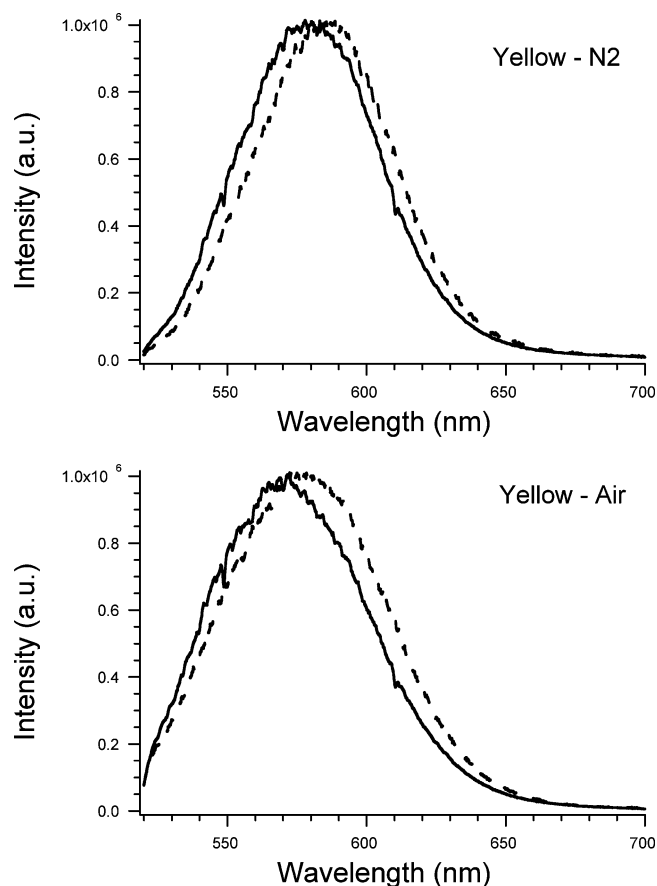 1.0x10 6
0.8
0.6
0.4
0.2
0.0
Intensity (a.u.)
Yellow - N2
550 600 650 700
Wavelength (nm)
1.0x10 6
0.8
0.6
0.4
0.2
0.0
Intensity (a.u.)
Yellow - Air
550 600 650 700
Wavelength (nm)